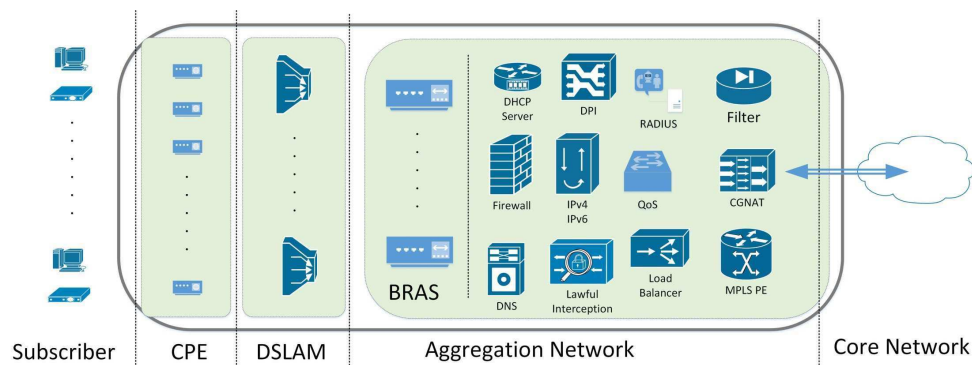 DHCP
Server
DPI
RADIUS
Filter
Firewall
IPv4
IPv6
QoS
CGNAT
BRAS
DNS
Lawful
Interception
Load
Balancer
MPLS PE
Subscriber
CPE
DSLAM
Aggregation Network
Core Network